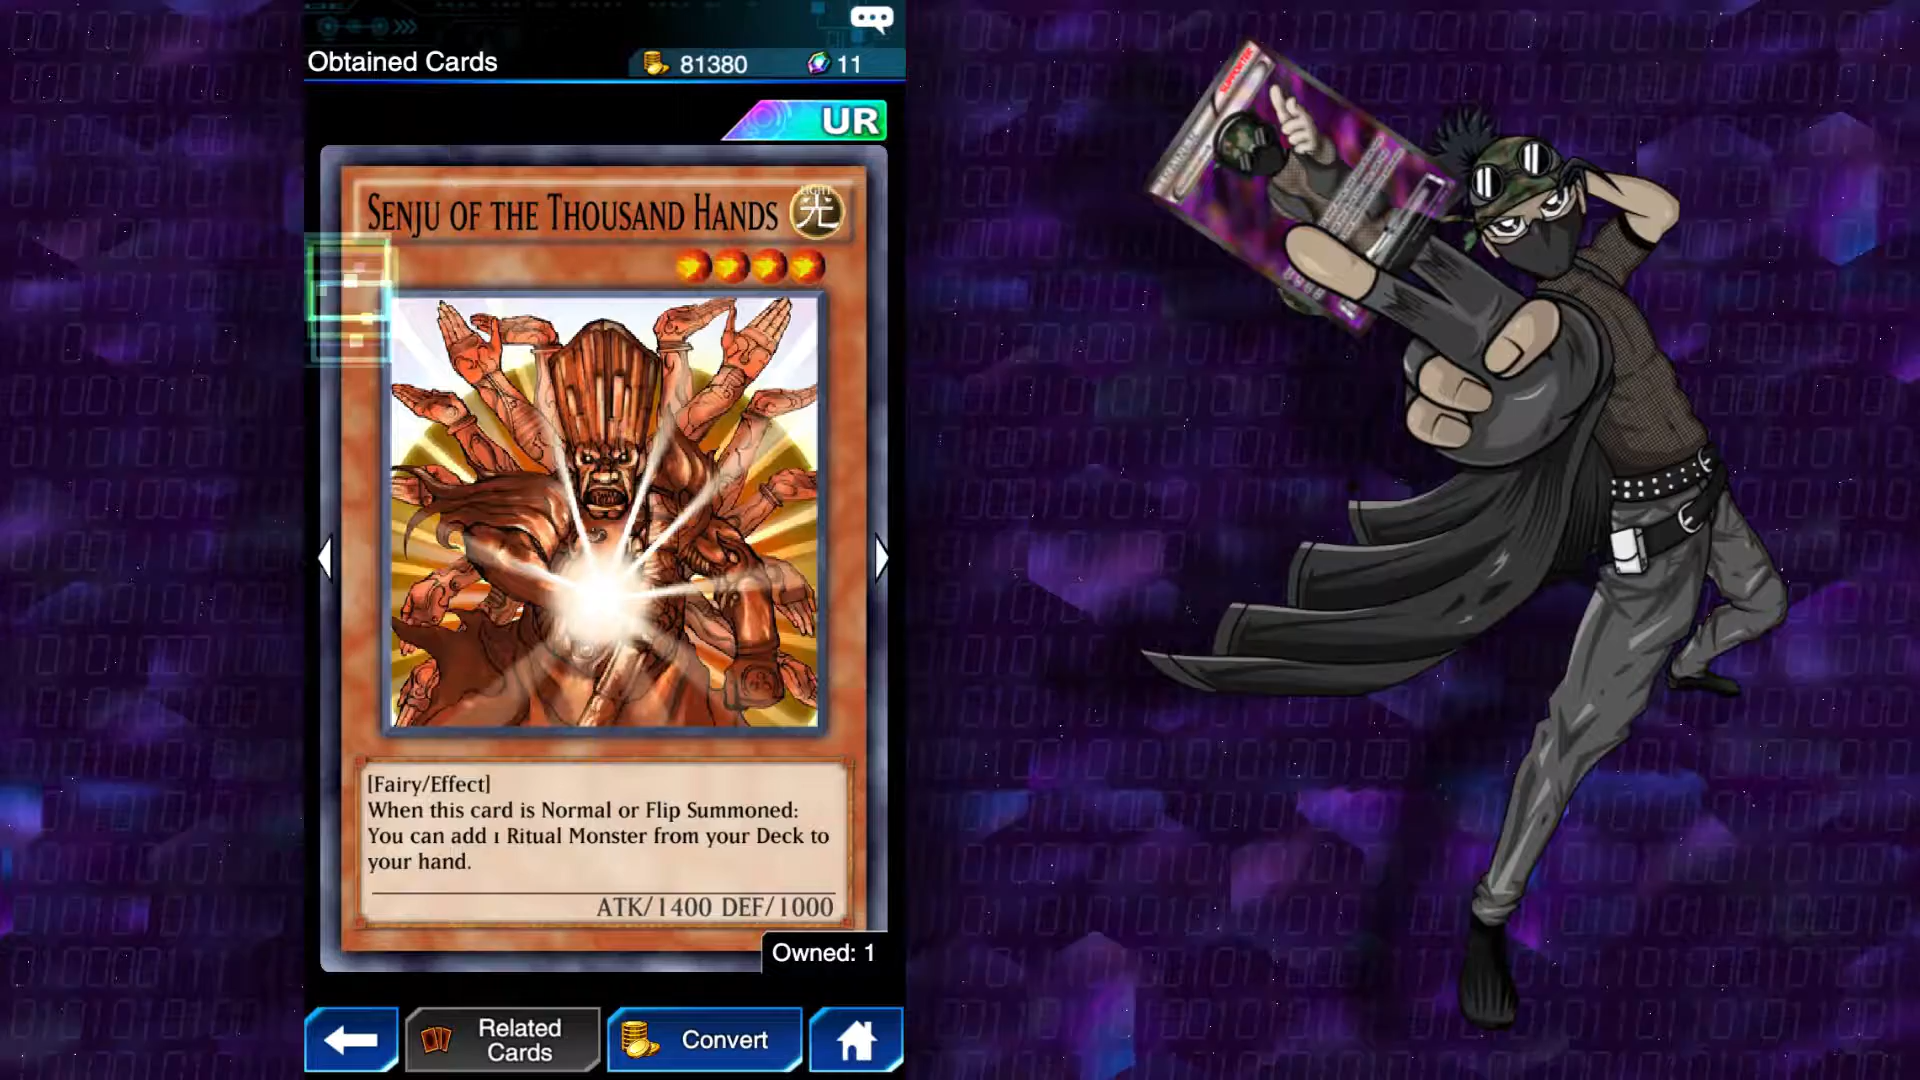 Obtained Cards
81380
11
UR
SENJU OF THE THOUSAND HANDS
LIGHT
光
[Fairy/Effect]
When this card is Normal or Flip Summoned:
You can add 1 Ritual Monster from your Deck to
your hand.
ATK/1400 DEF/1000
Owned: 1
Related
Cards
Convert